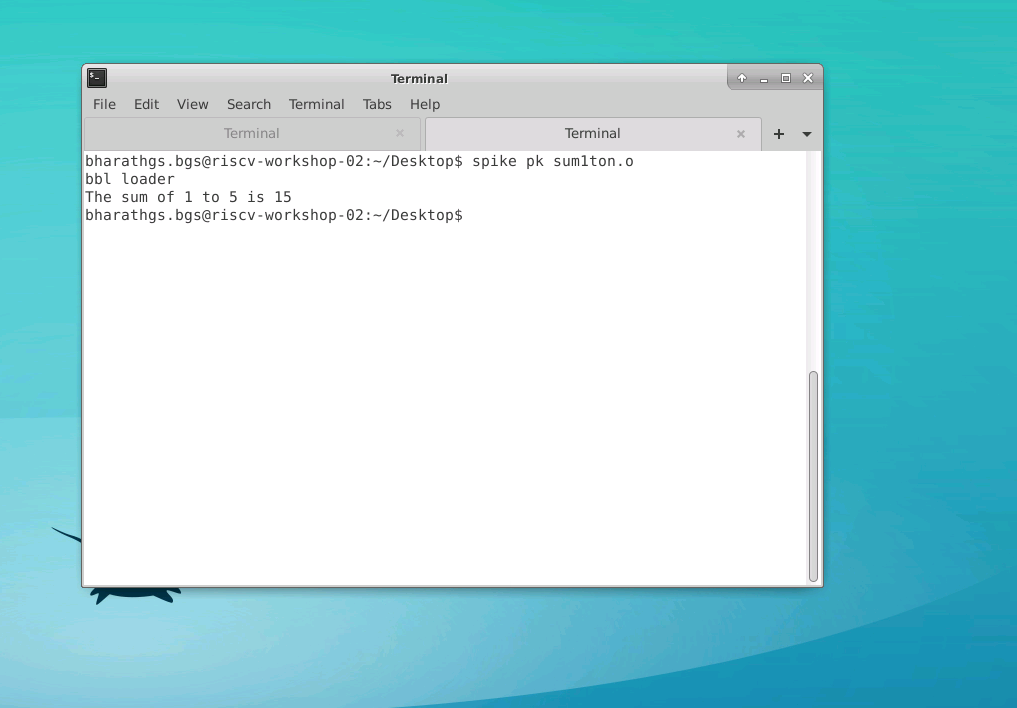 Terminal
File Edit View Search Terminal Tabs Help
Terminal Terminal
bharathgs.bgs@riscv-workshop-02:~/Desktop$ spike pk sum1ton.o
bbl loader
The sum of 1 to 5 is 15
bharathgs.bgs@riscv-workshop-02:~/Desktop$